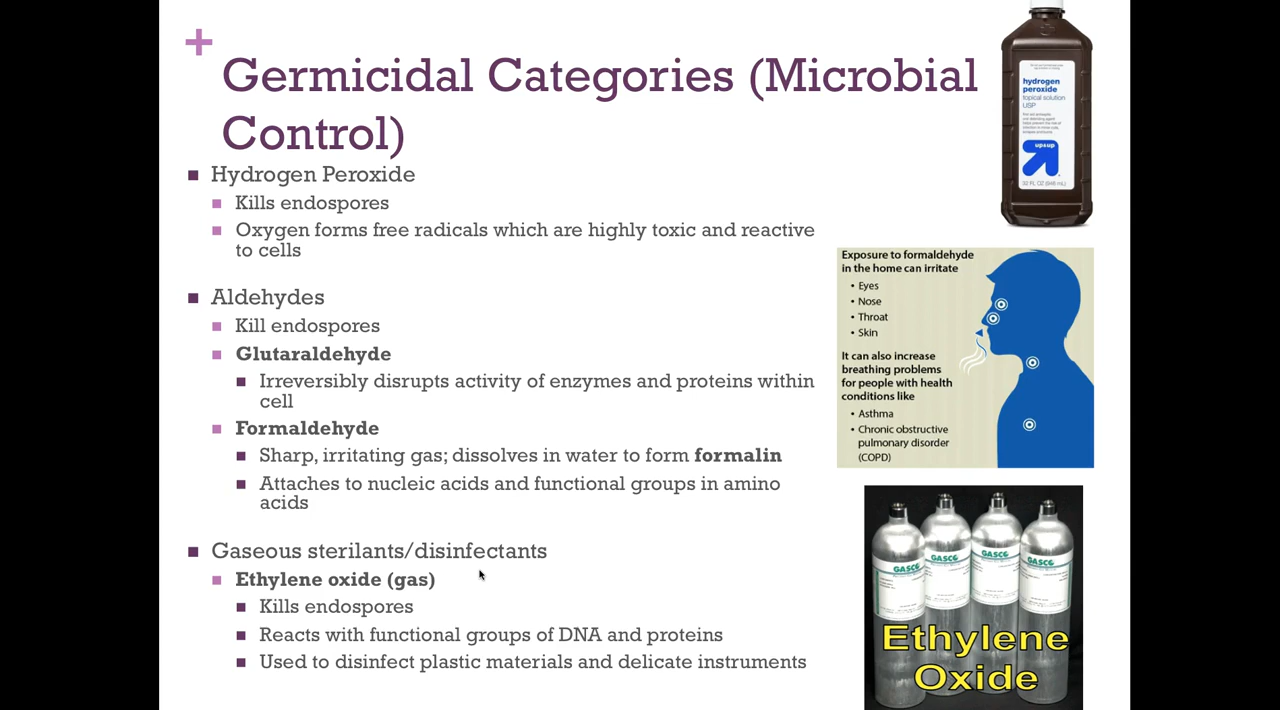 Germicidal Categories (Microbial
Control)
Hydrogen Peroxide
Kills endospores
Oxygen forms free radicals which are highly toxic and reactive
to cells
Aldehydes
Kill endospores
Glutaraldehyde
Irreversibly disrupts activity of enzymes and proteins within
cell
Formaldehyde
Sharp, irritating gas; dissolves in water to form formalin
Attaches to nucleic acids and functional groups in amino
acids
Gaseous sterilants/disinfectants
Ethylene oxide (gas)
Kills endospores
Reacts with functional groups of DNA and proteins
Used to disinfect plastic materials and delicate instruments
hydrogen
peroxide
topical solution
USP
up&up
32 FL OZ (946 mL)
Exposure to formaldehyde
in the home can irritate
• Eyes
• Nose
• Throat
• Skin
It can also increase
breathing problems
for people with health
conditions like
• Asthma
• Chronic obstructive
pulmonary disorder
(COPD)
GASCO
GASCO
GASCO
GASCO
Ethylene
Oxide